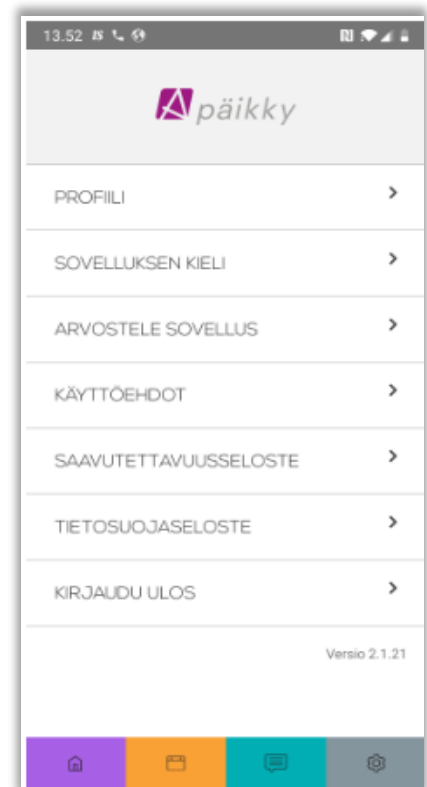 13.52
päikky
PROFIILI
SOVELLUKSEN KIELI
ARVOSTELE SOVELLUS
KÄYTTÖEHDOT
SAAVUTETTAVUUSSELOSTE
TIETOSUOJASELOSTE
KIRJAUDU ULOS
Versio 2.1.21